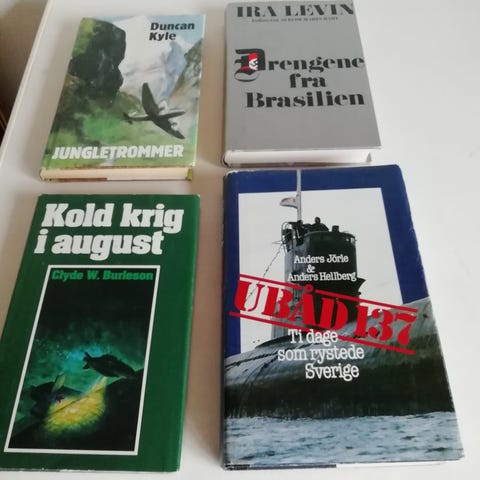 Duncan
Kyle
JUNGLETROMMER
IRA LEVIN
Drengene
fra
Brasilien
Kold krig
i august
Clyde W. Burleson
Anders Jörle
&
Anders Hellberg
UBÅD 137
Ti dage
som rystede
Sverige